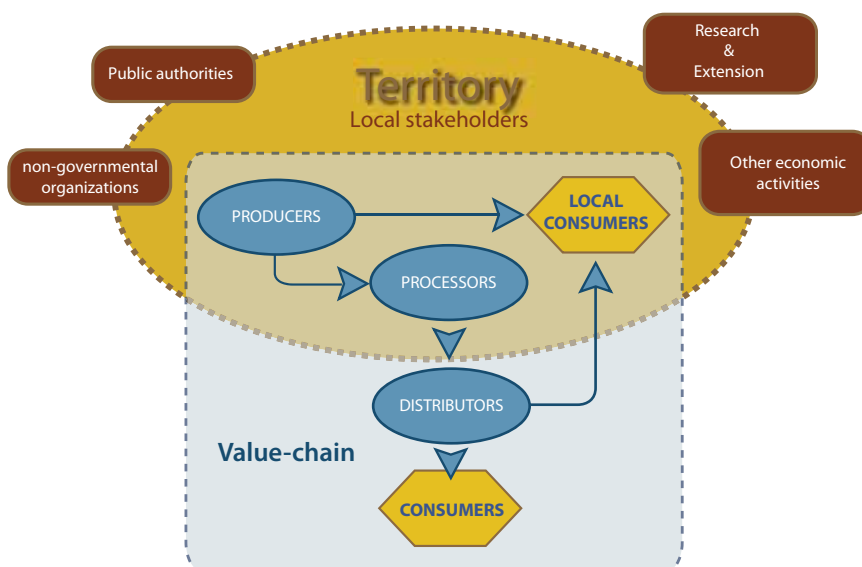 Research
&
Extension
Public authorities
Territory
Local stakeholders
non-governmental
organizations
Other economic
activities
PRODUCERS
LOCAL
CONSUMERS
PROCESSORS
DISTRIBUTORS
Value-chain
CONSUMERS